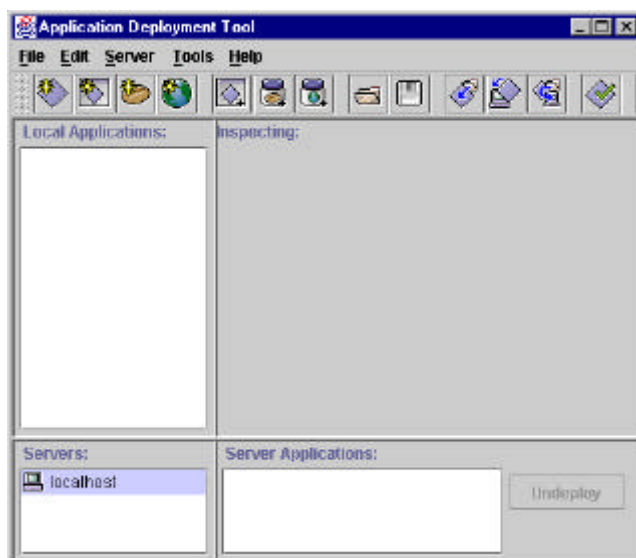 Application Deployment Tool
File Edit Server Tools Help
Local Applications:
Inspecting:
Servers:
localhost
Server Applications:
Undeploy